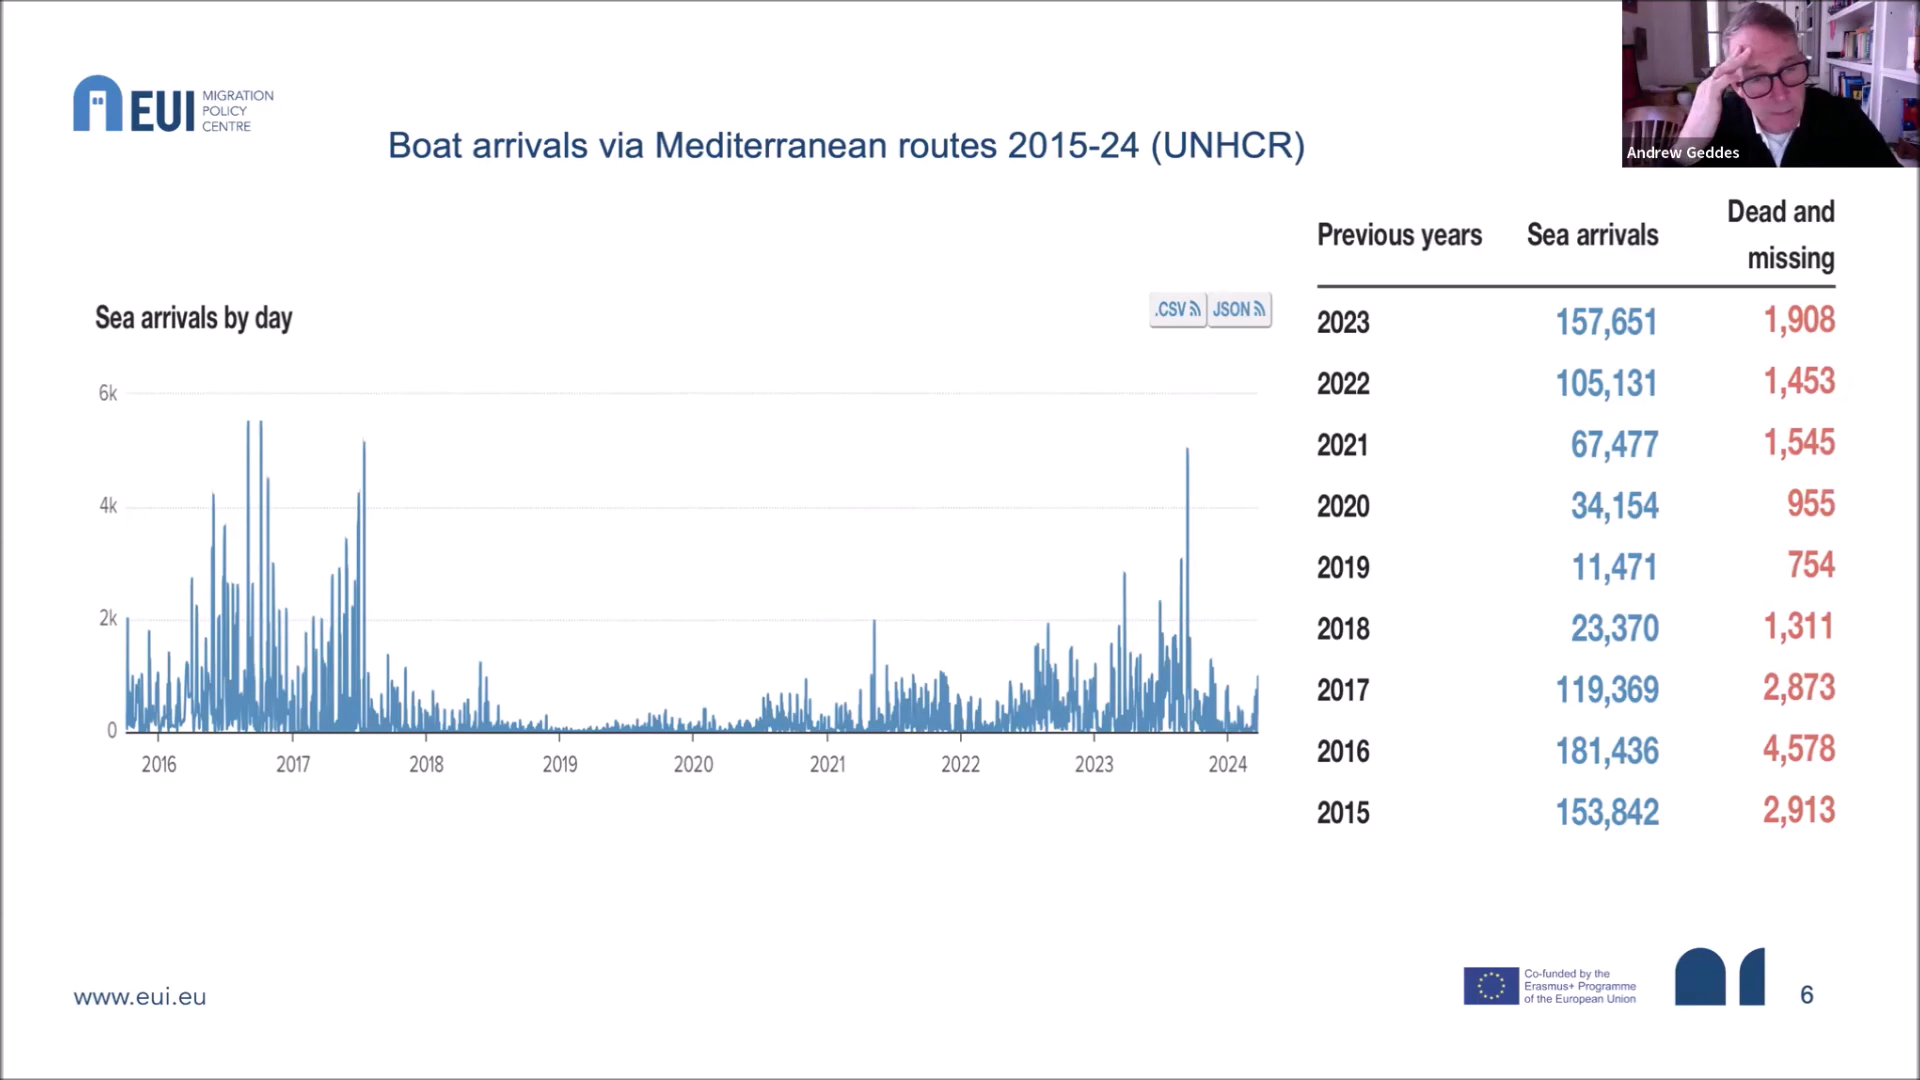 EUI
MIGRATION
POLICY
CENTRE
Boat arrivals via Mediterranean routes 2015-24 (UNHCR)
Andrew Geddes
Sea arrivals by day
.CSV JSON
6k
4k
2k
0
2016 2017 2018 2019 2020 2021 2022 2023 2024
Previous years Sea arrivals Dead and missing
2023 157,651 1,908
2022 105,131 1,453
2021 67,477 1,545
2020 34,154 955
2019 11,471 754
2018 23,370 1,311
2017 119,369 2,873
2016 181,436 4,578
2015 153,842 2,913
www.eui.eu
Co-funded by the
Erasmus+ Programme
of the European Union
6